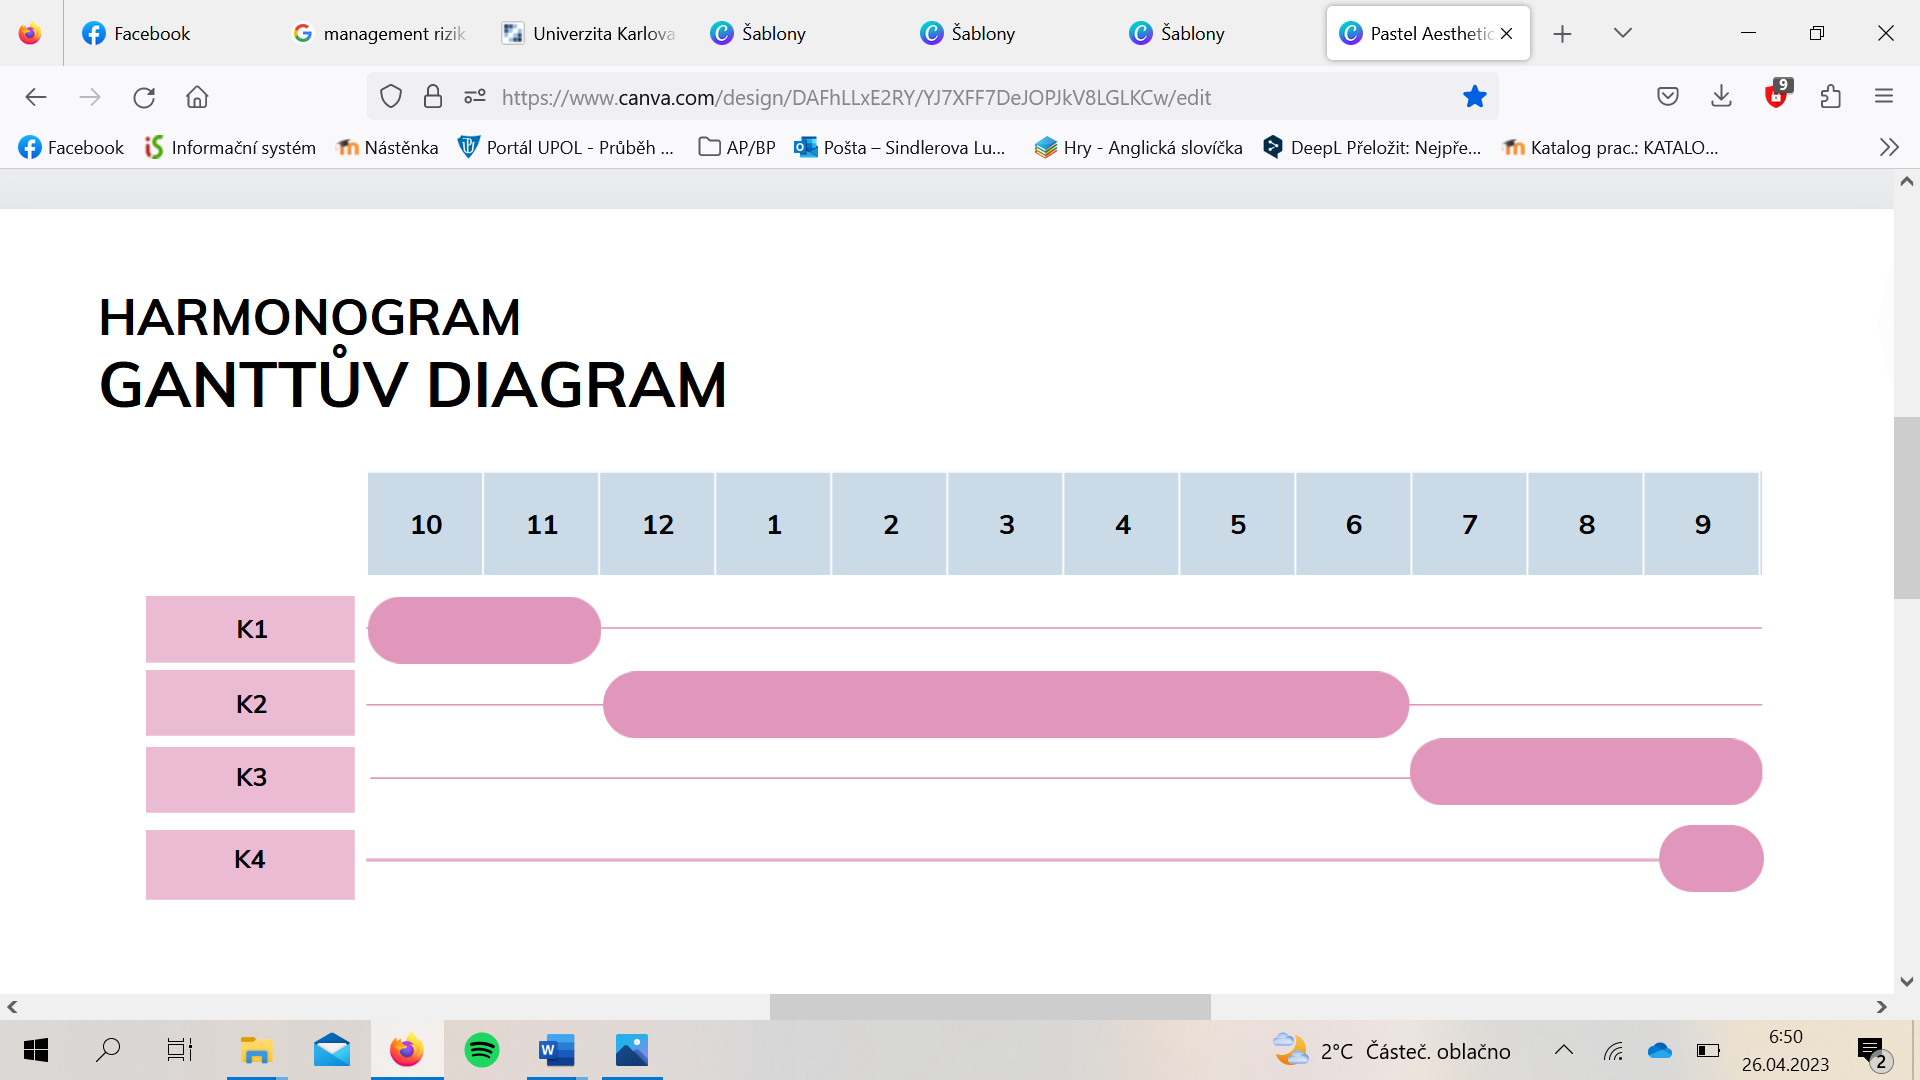 Facebook
management rizik
Univerzita Karlova
Šablony
Šablony
Šablony
Pastel Aesthetic
https://www.canva.com/design/DAFhLLxE2RY/YJ7XFF7DeJOPJkV8LGLKCw/edit
9
Facebook
Informační systém
Nástěnka
Portál UPOL - Průběh ...
AP/BP
Pošta – Sindlerova Lu...
Hry - Anglická slovíčka
DeepL Přeložit: Nejpře...
Katalog prac.: KATALO...
HARMONOGRAM
GANTTŮV DIAGRAM
10 11 12 1 2 3 4 5 6 7 8 9
K1
K2
K3
K4
2°C Částeč. oblačno
6:50
26.04.2023
2